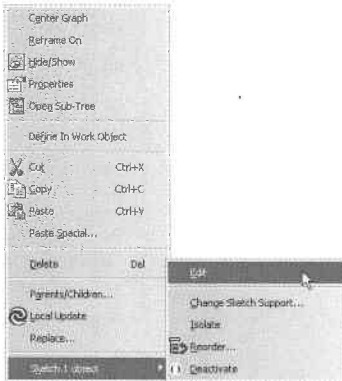 Center Graph
Reframe On
Hide/Show
Properties
Open Sub-Tree
Define In Work Object
Cut Ctrl+X
Copy Ctrl+C
Paste Ctrl+V
Paste Special...
Delete Del
Parents/Children...
Local Update
Replace...
Sketch.1 object
Edit
Change Sketch Support...
Isolate
Reorder...
Deactivate